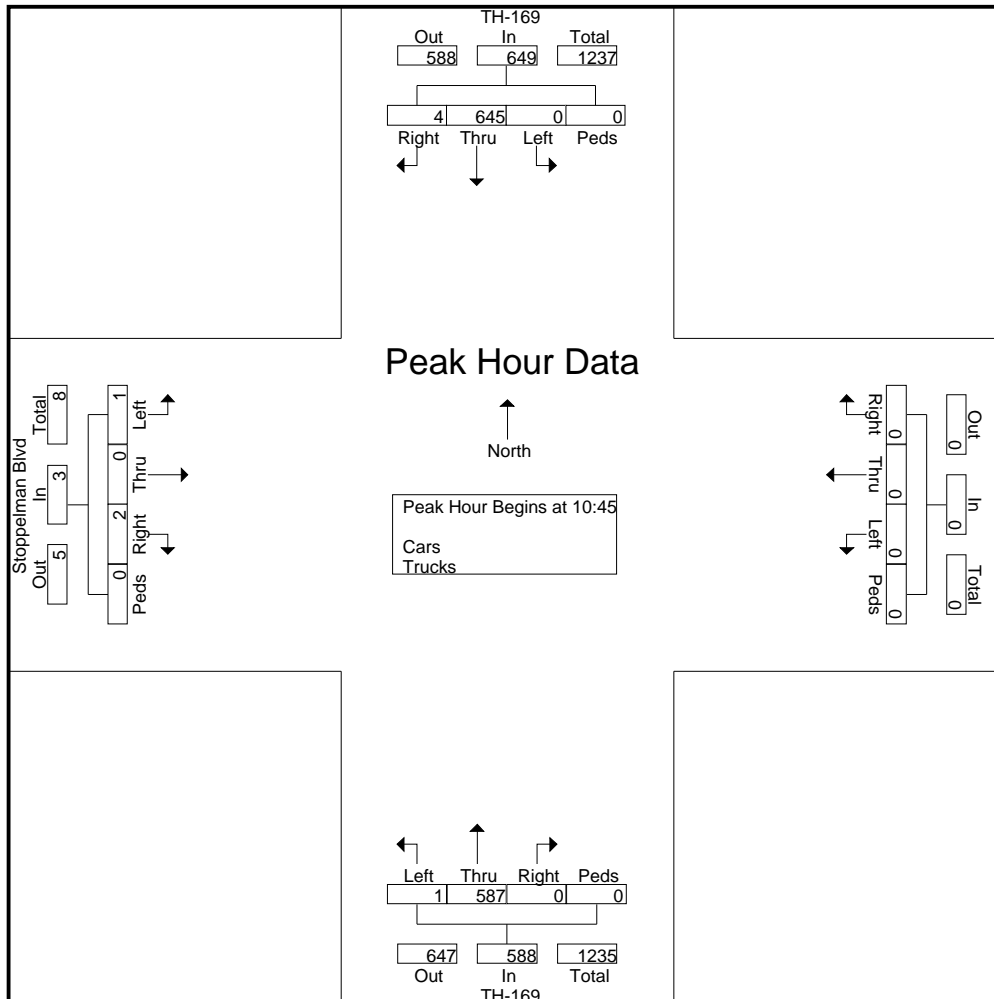 TH-169
Out In Total
588 649 1237
4 645 0 0
Right Thru Left Peds
Peak Hour Data
North
Peak Hour Begins at 10:45
Cars
Trucks
Stoppelman Blvd
Total In Out
8 3 5
1 0 2 0
Left Thru Right Peds
Right Thru Left Peds
0 0 0 0
Out In Total
0 0 0
Left Thru Right Peds
1 587 0 0
647 588 1235
Out In Total
TH-169